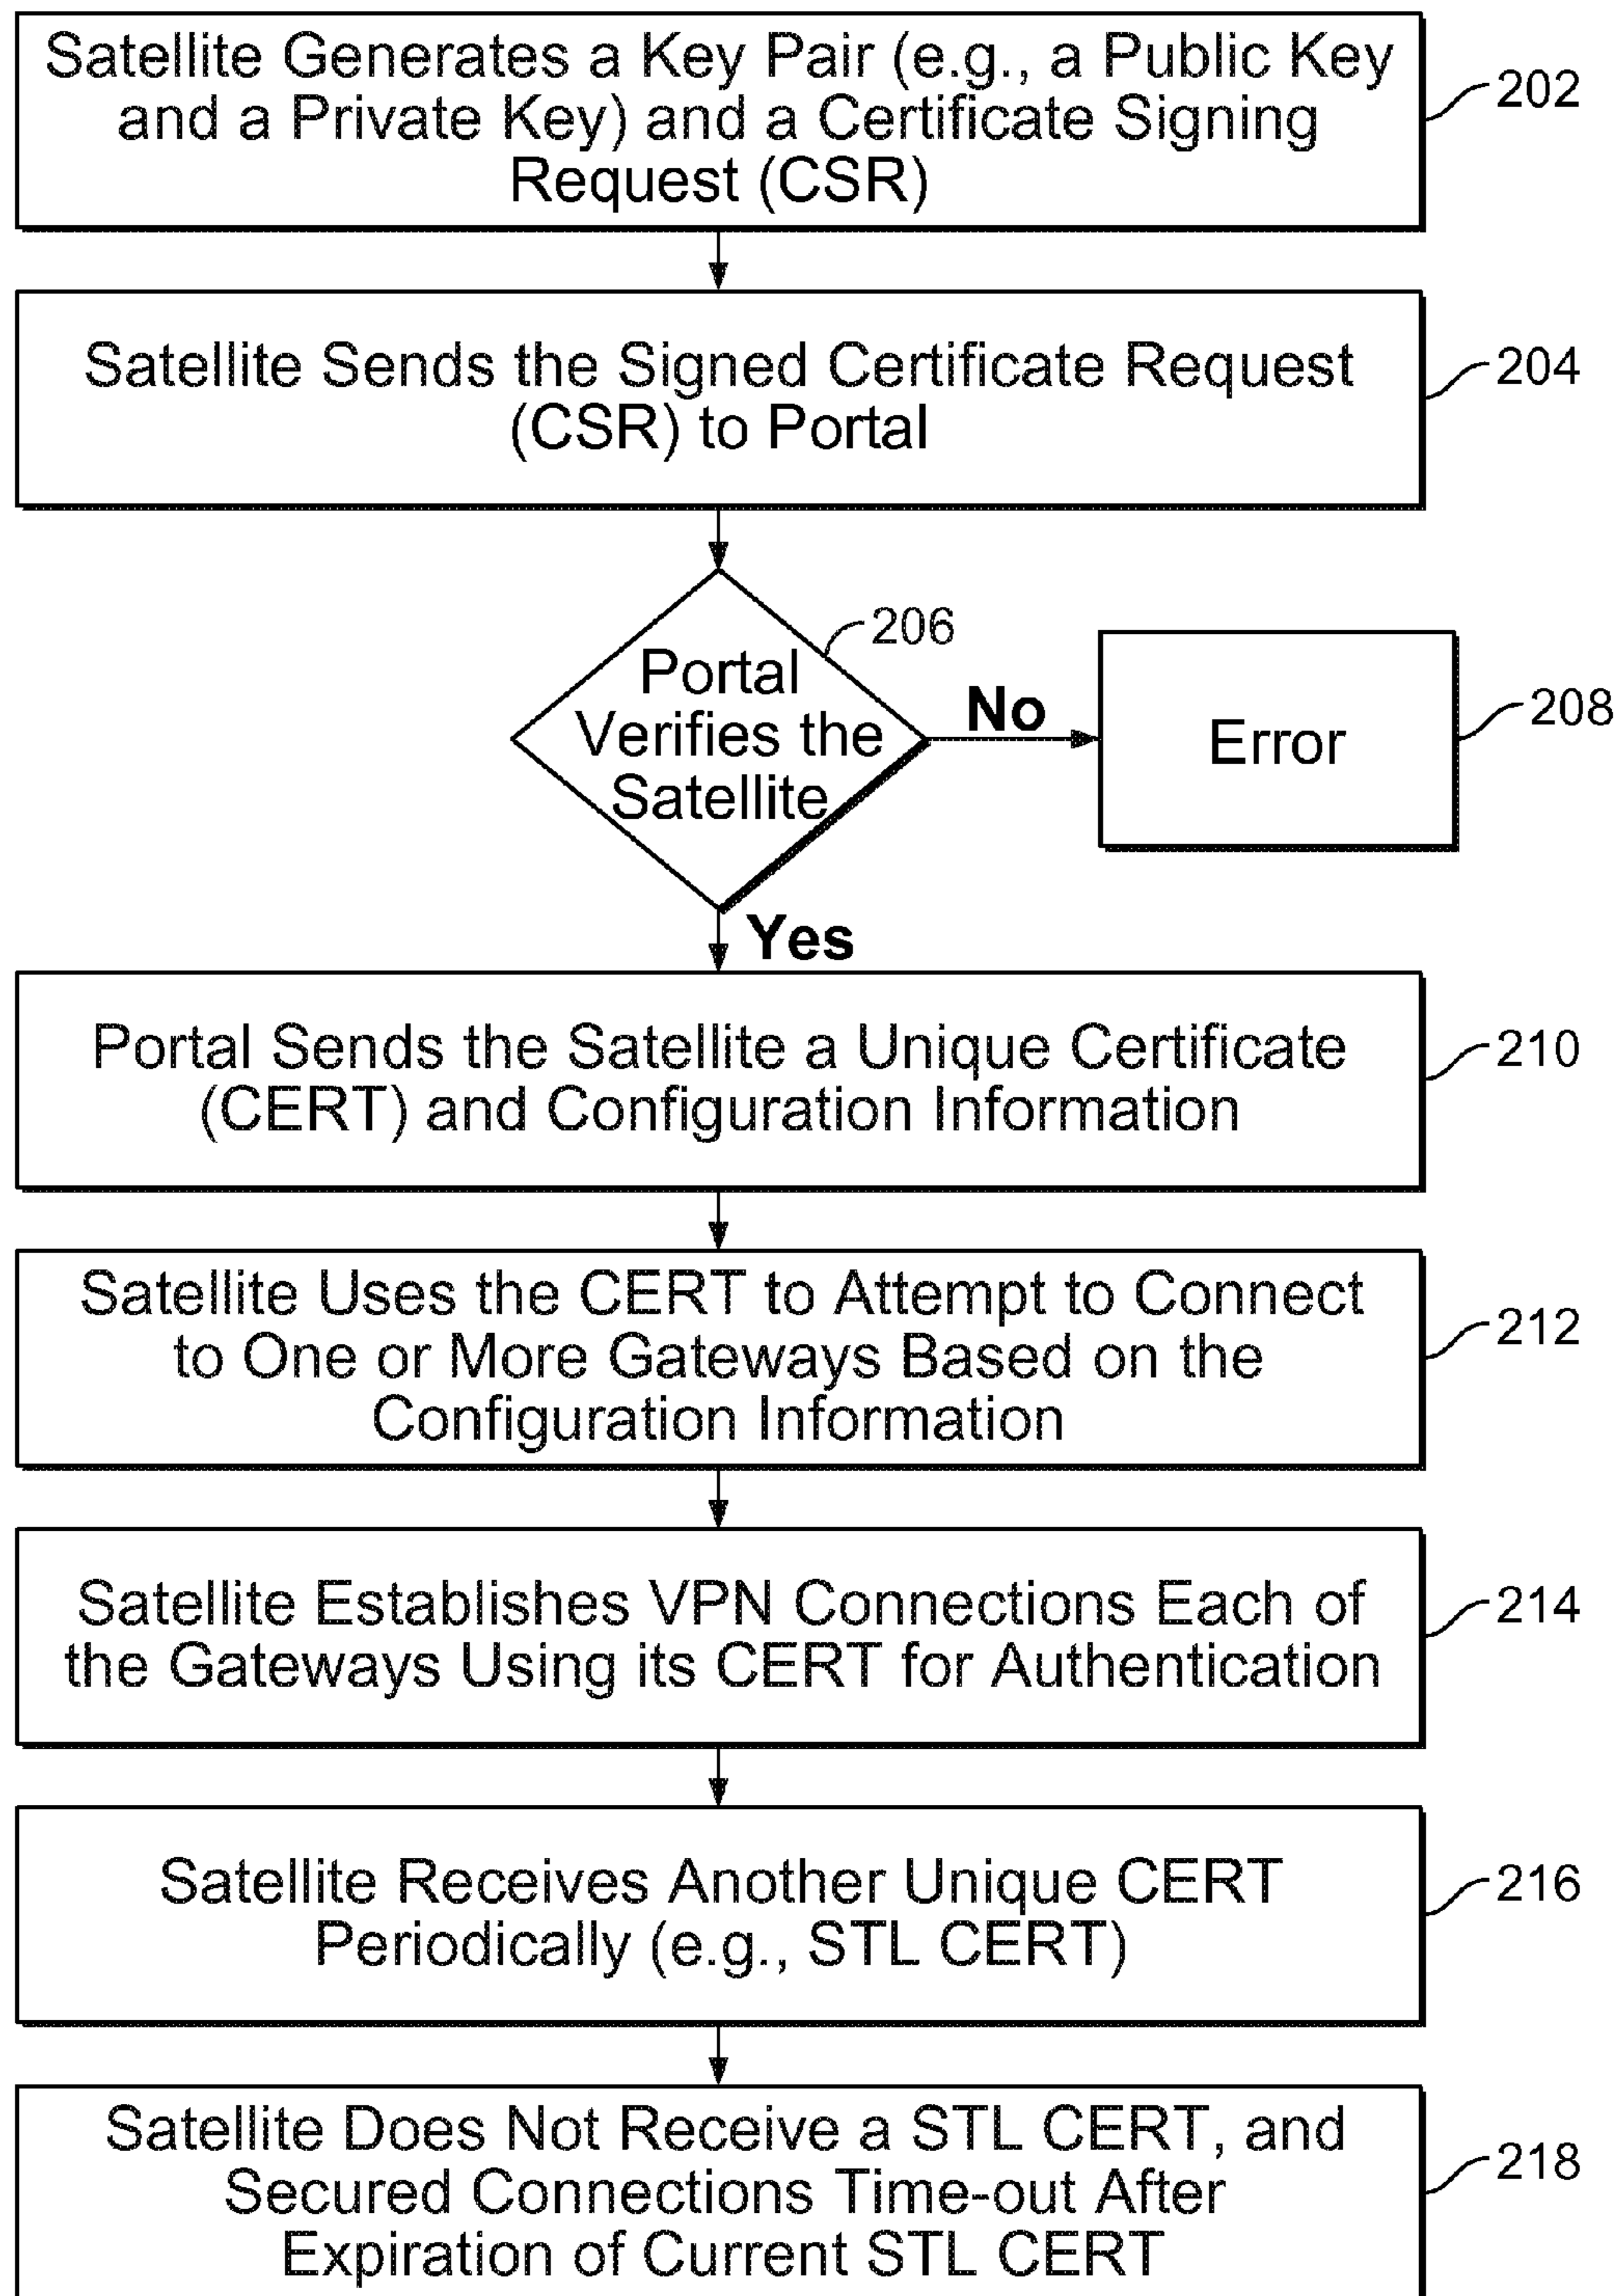 Satellite Generates a Key Pair (e.g., a Public Key
and a Private Key) and a Certificate Signing
Request (CSR)
202
Satellite Sends the Signed Certificate Request
(CSR) to Portal
204
206
Portal
Verifies the
Satellite
No
Error
208
Yes
Portal Sends the Satellite a Unique Certificate
(CERT) and Configuration Information
210
Satellite Uses the CERT to Attempt to Connect
to One or More Gateways Based on the
Configuration Information
212
Satellite Establishes VPN Connections Each of
the Gateways Using its CERT for Authentication
214
Satellite Receives Another Unique CERT
Periodically (e.g., STL CERT)
216
Satellite Does Not Receive a STL CERT, and
Secured Connections Time-out After
Expiration of Current STL CERT
218